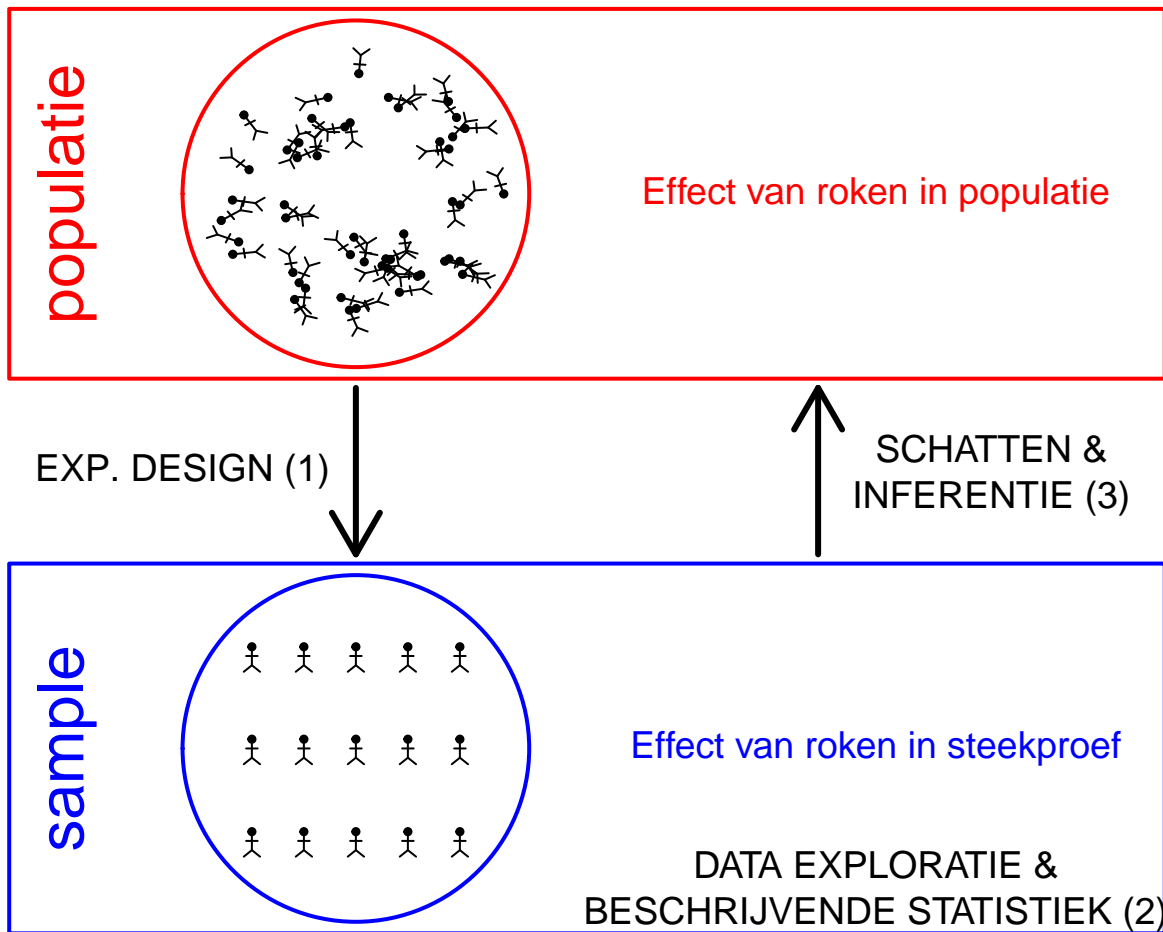 populatie
Effect van roken in populatie
EXP. DESIGN (1)
SCHATTEN &
INFERENTIE (3)
sample
Effect van roken in steekproef
DATA EXPLORATIE &
BESCHRIJVENDE STATISTIEK (2)